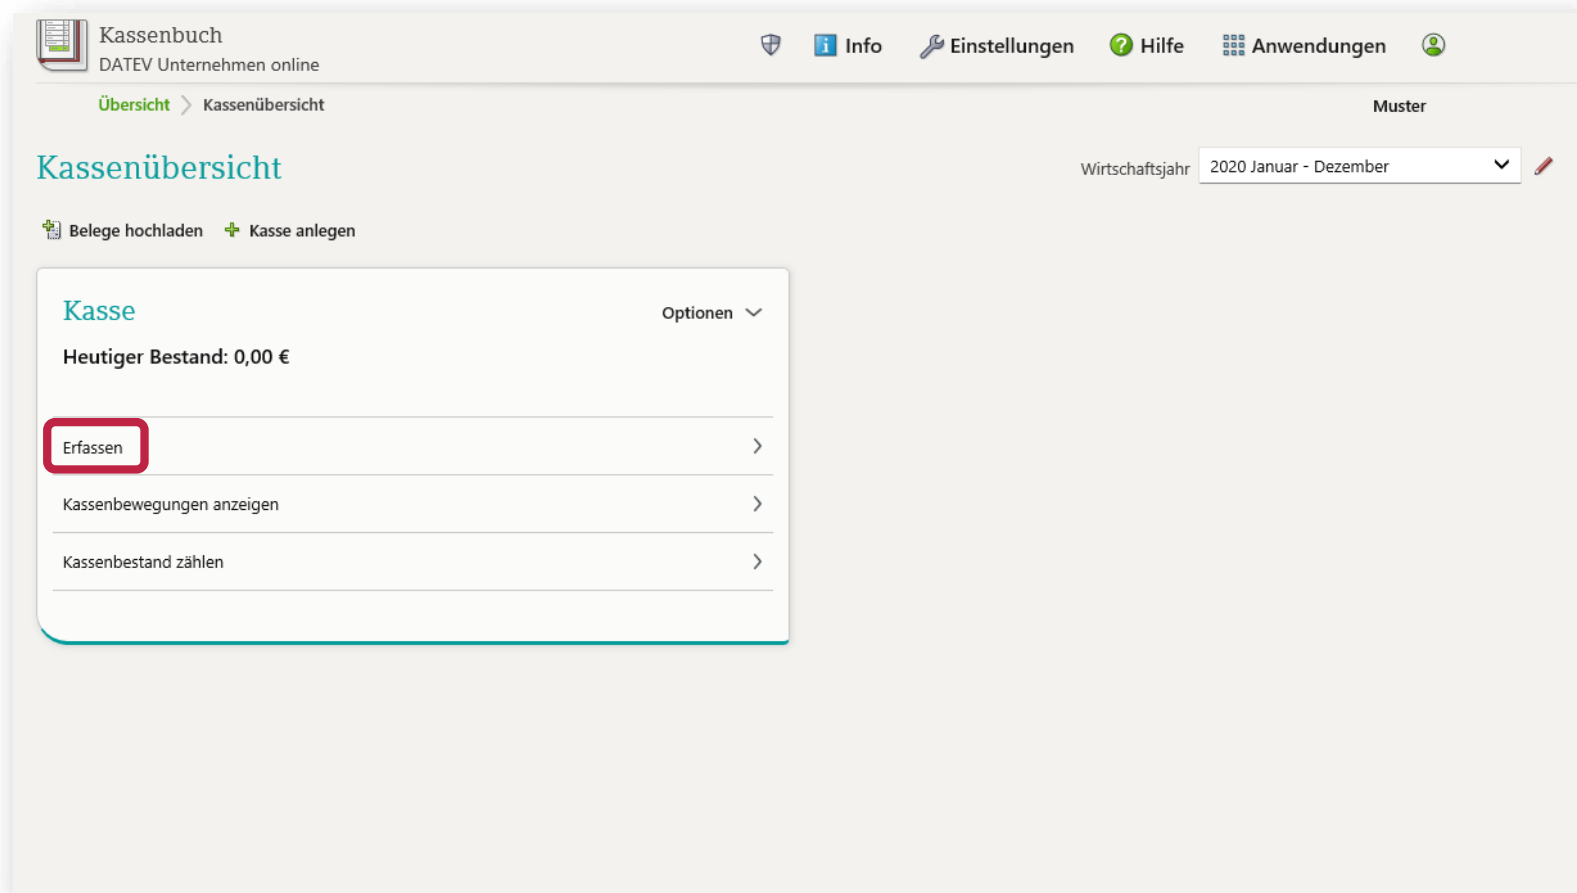 Kassenbuch
DATEV Unternehmen online
Info Einstellungen Hilfe Anwendungen
Übersicht Kassenübersicht
Muster
Kassenübersicht
Wirtschaftsjahr 2020 Januar - Dezember
Belege hochladen Kasse anlegen
Kasse
Optionen
Heutiger Bestand: 0,00 €
Erfassen
Kassenbewegungen anzeigen
Kassenbestand zählen